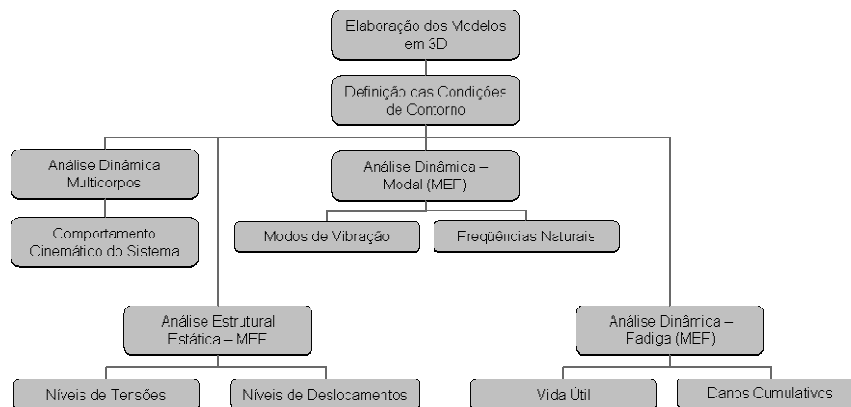 Elaboração dos Modelos
em 3D
Definição das Condições
de Contorno
Análise Dinâmica
Multicorpos
Análise Dinâmica –
Modal (MEF)
Comportamento
Cinemático do Sistema
Modos de Vibração
Freqüências Naturais
Análise Estrutural
Estática – MEF
Análise Dinâmica –
Fadiga (MEF)
Níveis de Tensões
Níveis de Deslocamentos
Vida Útil
Danos Cumulativos